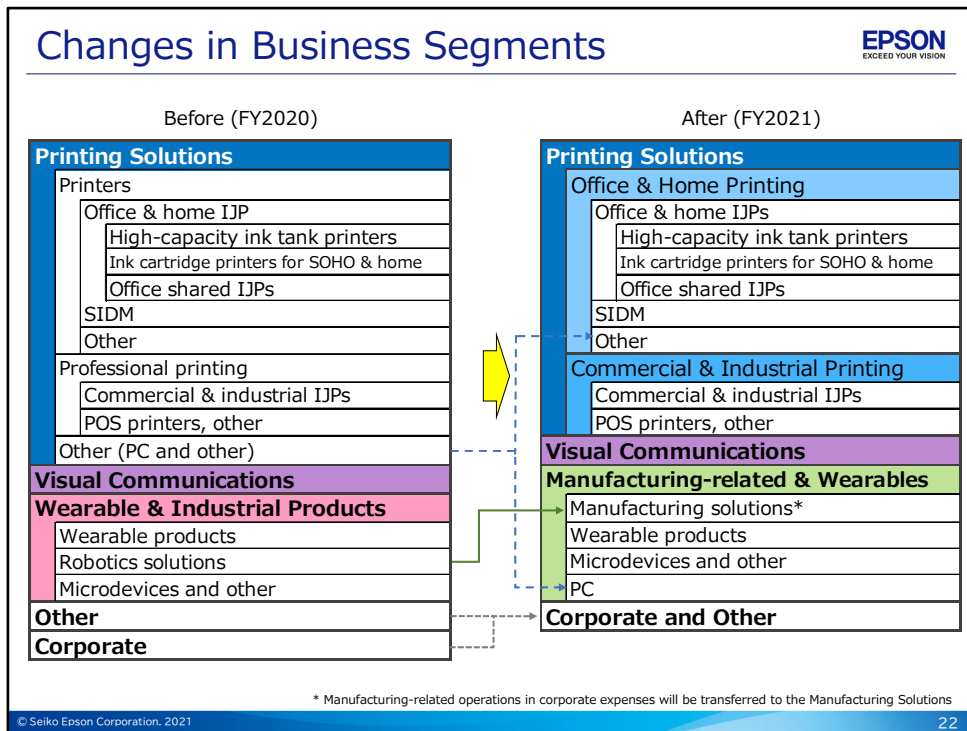 Changes in Business Segments
EPSON
EXCEED YOUR VISION
Before (FY2020)
Printing Solutions
Printers
Office & home IJP
High-capacity ink tank printers
Ink cartridge printers for SOHO & home
Office shared IJPs
SIDM
Other
Professional printing
Commercial & industrial IJPs
POS printers, other
Other (PC and other)
Visual Communications
Wearable & Industrial Products
Wearable products
Robotics solutions
Microdevices and other
Other
Corporate
After (FY2021)
Printing Solutions
Office & Home Printing
Office & home IJPs
High-capacity ink tank printers
Ink cartridge printers for SOHO & home
Office shared IJPs
SIDM
Other
Commercial & Industrial Printing
Commercial & industrial IJPs
POS printers, other
Visual Communications
Manufacturing-related & Wearables
Manufacturing solutions*
Wearable products
Microdevices and other
PC
Corporate and Other
* Manufacturing-related operations in corporate expenses will be transferred to the Manufacturing Solutions
© Seiko Epson Corporation. 2021
22